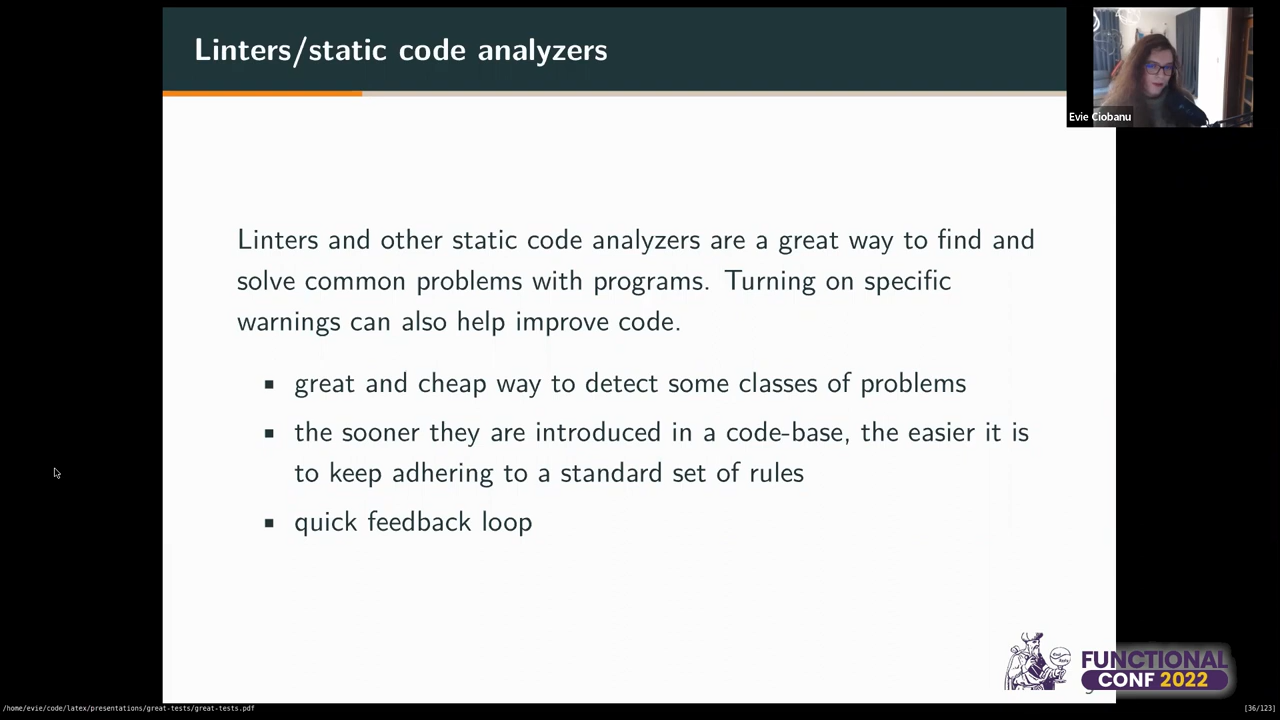 Linters/static code analyzers
Evie Ciobanu
Linters and other static code analyzers are a great way to find and
solve common problems with programs. Turning on specific
warnings can also help improve code.
▪ great and cheap way to detect some classes of problems
▪ the sooner they are introduced in a code-base, the easier it is
to keep adhering to a standard set of rules
▪ quick feedback loop
FUNCTIONAL
CONF 2022
/home/evie/code/latex/presentations/great-tests/great-tests.pdf
[36/123]